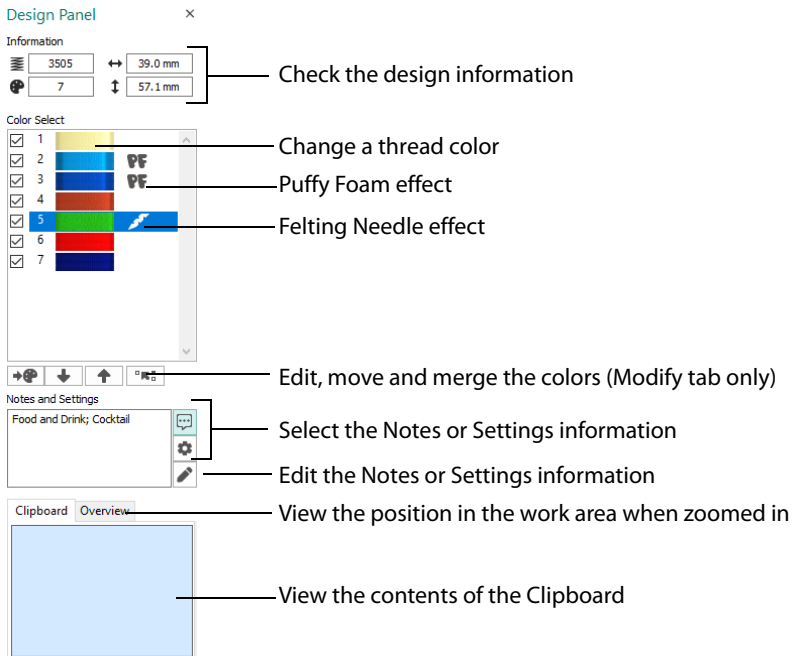 Design Panel ×
Information
3505 39.0 mm
7 57.1 mm
Check the design information
Color Select
1
Change a thread color
2 PF
3 PF
Puffy Foam effect
4
5
Felting Needle effect
6
7
Edit, move and merge the colors (Modify tab only)
Notes and Settings
Food and Drink; Cocktail
Select the Notes or Settings information
Edit the Notes or Settings information
Clipboard Overview
View the position in the work area when zoomed in
View the contents of the Clipboard